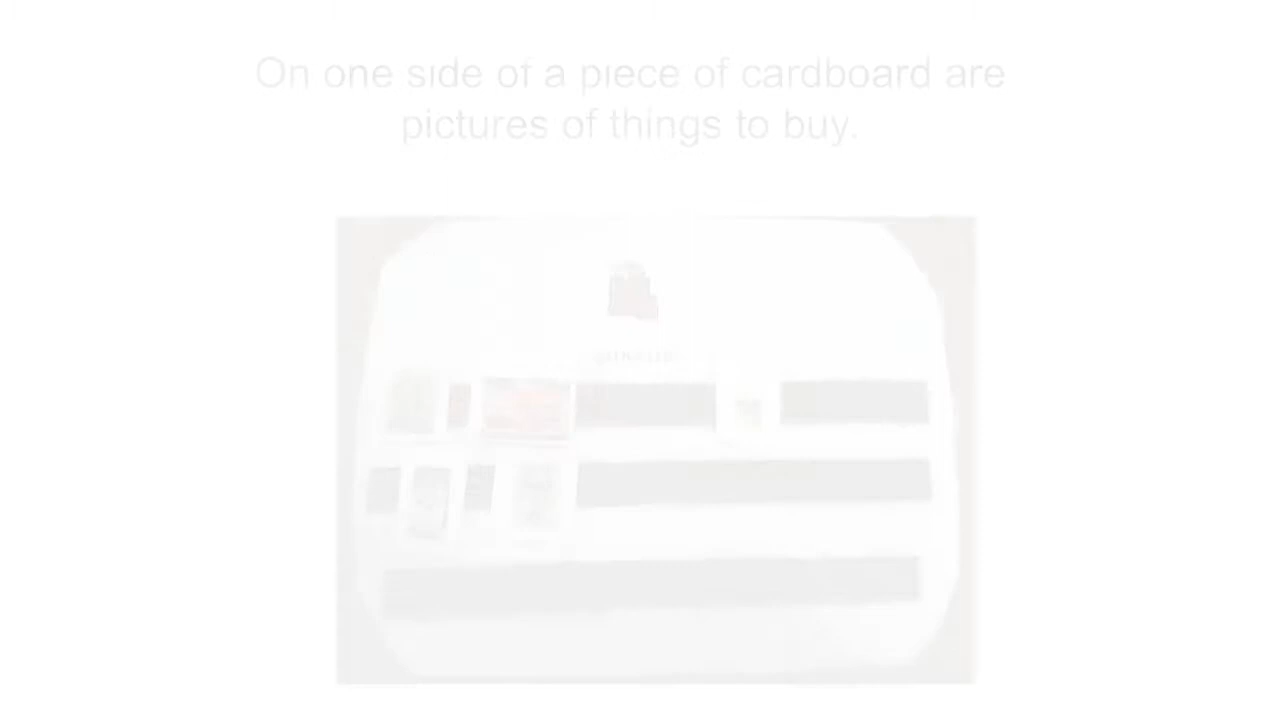 On one side of a piece of cardboard are
pictures of things to buy.